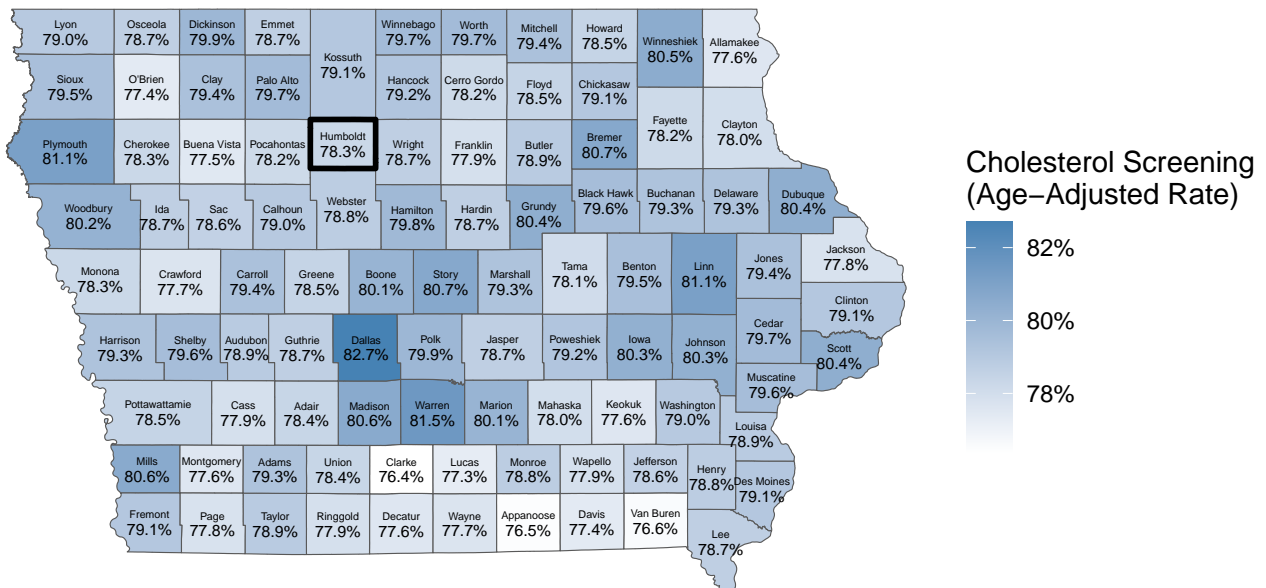 Lyon
79.0%
Osceola
78.7%
Dickinson
79.9%
Emmet
78.7%
Kossuth
79.1%
Winnebago
79.7%
Worth
79.7%
Mitchell
79.4%
Howard
78.5%
Winneshiek
80.5%
Allamakee
77.6%
Sioux
79.5%
O'Brien
77.4%
Clay
79.4%
Palo Alto
79.7%
Hancock
79.2%
Cerro Gordo
78.2%
Floyd
78.5%
Chickasaw
79.1%
Fayette
78.2%
Clayton
78.0%
Plymouth
81.1%
Cherokee
78.3%
Buena Vista
77.5%
Pocahontas
78.2%
Humboldt
78.3%
Wright
78.7%
Franklin
77.9%
Butler
78.9%
Bremer
80.7%
Woodbury
80.2%
Ida
78.7%
Sac
78.6%
Calhoun
79.0%
Webster
78.8%
Hamilton
79.8%
Hardin
78.7%
Grundy
80.4%
Black Hawk
79.6%
Buchanan
79.3%
Delaware
79.3%
Dubuque
80.4%
Monona
78.3%
Crawford
77.7%
Carroll
79.4%
Greene
78.5%
Boone
80.1%
Story
80.7%
Marshall
79.3%
Tama
78.1%
Benton
79.5%
Linn
81.1%
Jones
79.4%
Jackson
77.8%
Clinton
79.1%
Harrison
79.3%
Shelby
79.6%
Audubon
78.9%
Guthrie
78.7%
Dallas
82.7%
Polk
79.9%
Jasper
78.7%
Poweshiek
79.2%
Iowa
80.3%
Johnson
80.3%
Cedar
79.7%
Scott
80.4%
Muscatine
79.6%
Pottawattamie
78.5%
Cass
77.9%
Adair
78.4%
Madison
80.6%
Warren
81.5%
Marion
80.1%
Mahaska
78.0%
Keokuk
77.6%
Washington
79.0%
Louisa
78.9%
Mills
80.6%
Montgomery
77.6%
Adams
79.3%
Union
78.4%
Clarke
76.4%
Lucas
77.3%
Monroe
78.8%
Wapello
77.9%
Jefferson
78.6%
Henry
78.8%
Des Moines
79.1%
Fremont
79.1%
Page
77.8%
Taylor
78.9%
Ringgold
77.9%
Decatur
77.6%
Wayne
77.7%
Appanoose
76.5%
Davis
77.4%
Van Buren
76.6%
Lee
78.7%
Cholesterol Screening
(Age−Adjusted Rate)
82%
80%
78%